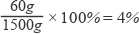 60g/1500g × 100% = 4%